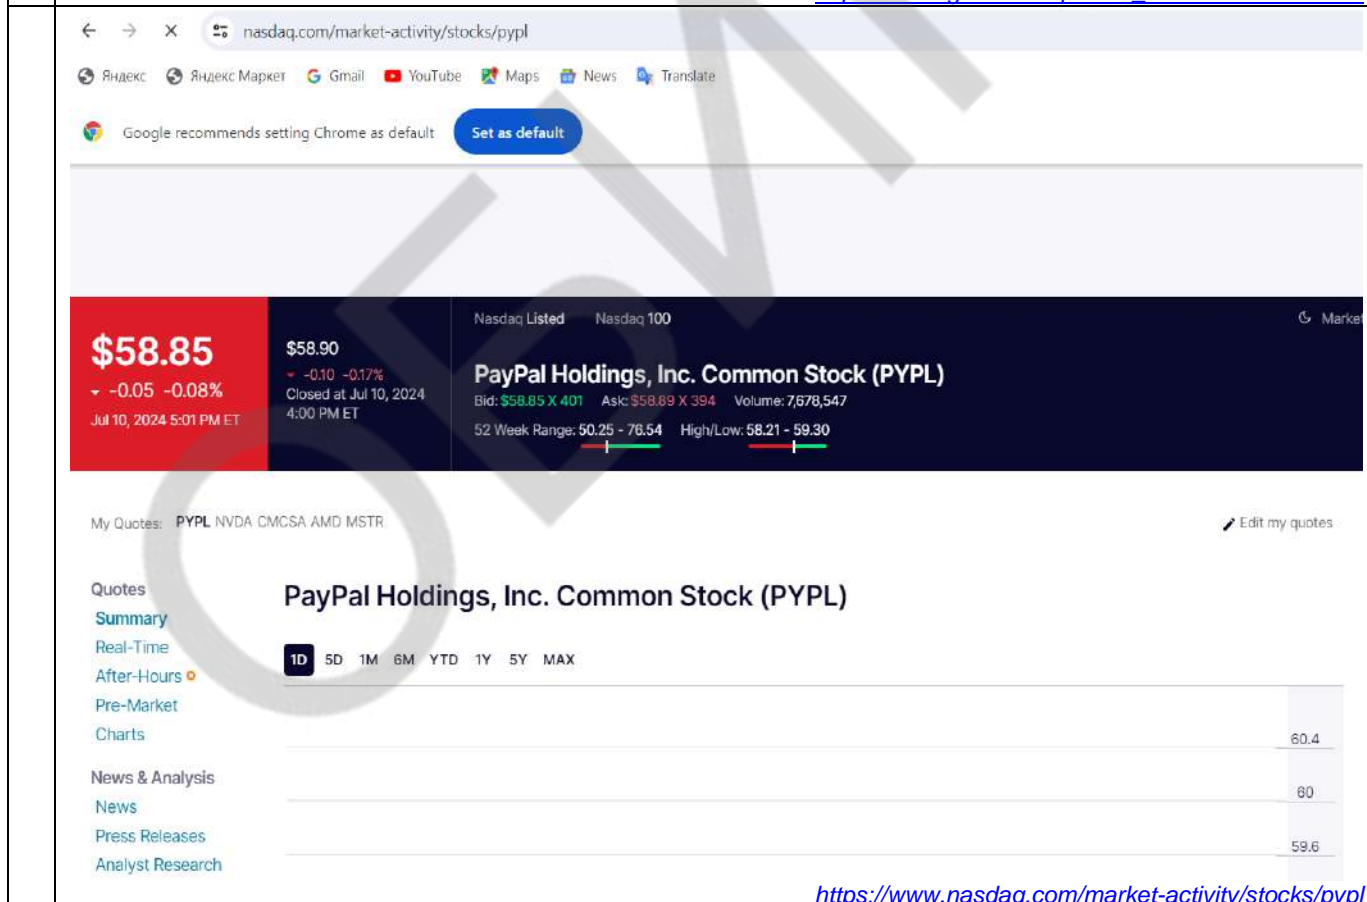 nasdaq.com/market-activity/stocks/pypl
Яндекс Яндекс Маркет Gmail YouTube Maps News Translate
Google recommends setting Chrome as default Set as default
Nasdaq Listed Nasdaq 100 Market
$58.85
-0.05 -0.08%
Jul 10, 2024 5:01 PM ET
$58.90
-0.10 -0.17%
Closed at Jul 10, 2024
4:00 PM ET
PayPal Holdings, Inc. Common Stock (PYPL)
Bid: $58.85 X 401 Ask: $58.89 X 394 Volume: 7,678,547
52 Week Range: 50.25 - 76.54 High/Low: 58.21 - 59.30
My Quotes: PYPL NVDA CMCSA AMD MSTR Edit my quotes
Quotes
Summary
Real-Time
After-Hours
Pre-Market
Charts
News & Analysis
News
Press Releases
Analyst Research
PayPal Holdings, Inc. Common Stock (PYPL)
1D 5D 1M 6M YTD 1Y 5Y MAX
60.4
60
59.6
https://www.nasdaq.com/market-activity/stocks/pypl